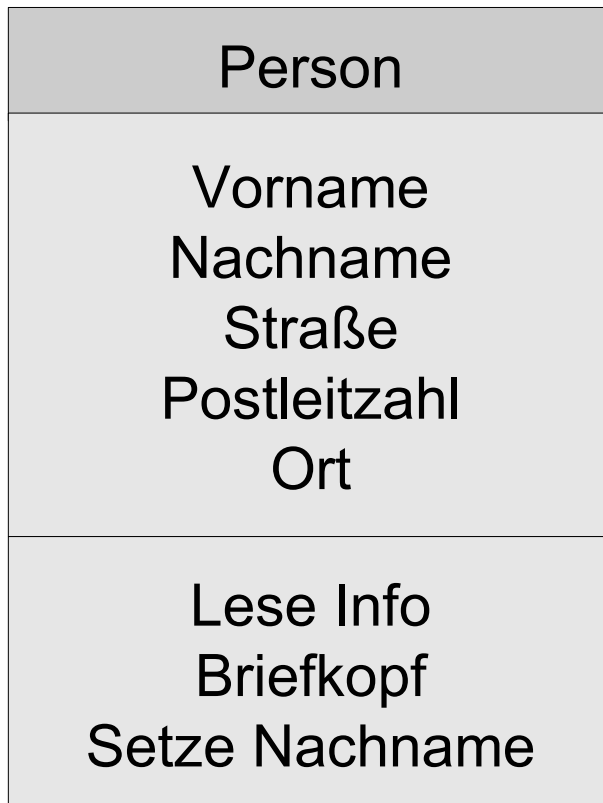 Person
Vorname
Nachname
Straße
Postleitzahl
Ort
Lese Info
Briefkopf
Setze Nachname